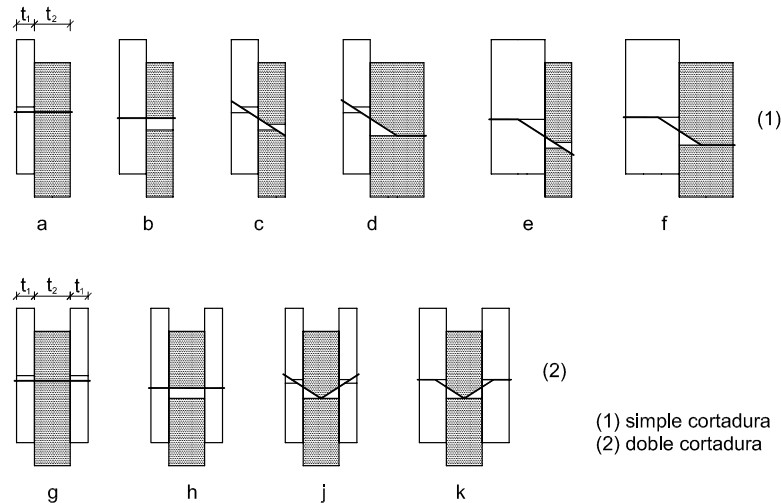 t₁ t₂
(1)
a b c d e f
t₁ t₂ t₁
(2)
(1) simple cortadura
(2) doble cortadura
g h j k